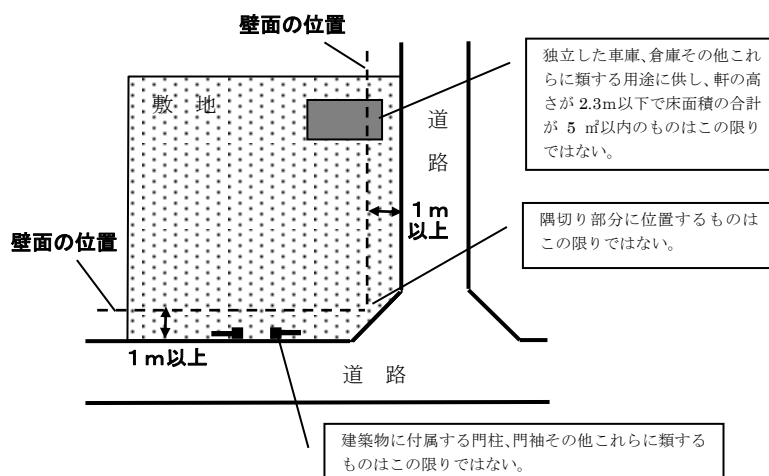 壁面の位置
独立した車庫、倉庫その他これ
らに類する用途に供し、軒の高
さが 2.3m以下で床面積の合計
が 5 ㎡以内のものはこの限り
ではない。
敷 地
道
路
1m
以上
隅切り部分に位置するものは
この限りではない。
壁面の位置
1m以上
道 路
建築物に付属する門柱、門袖その他これらに類する
ものはこの限りではない。